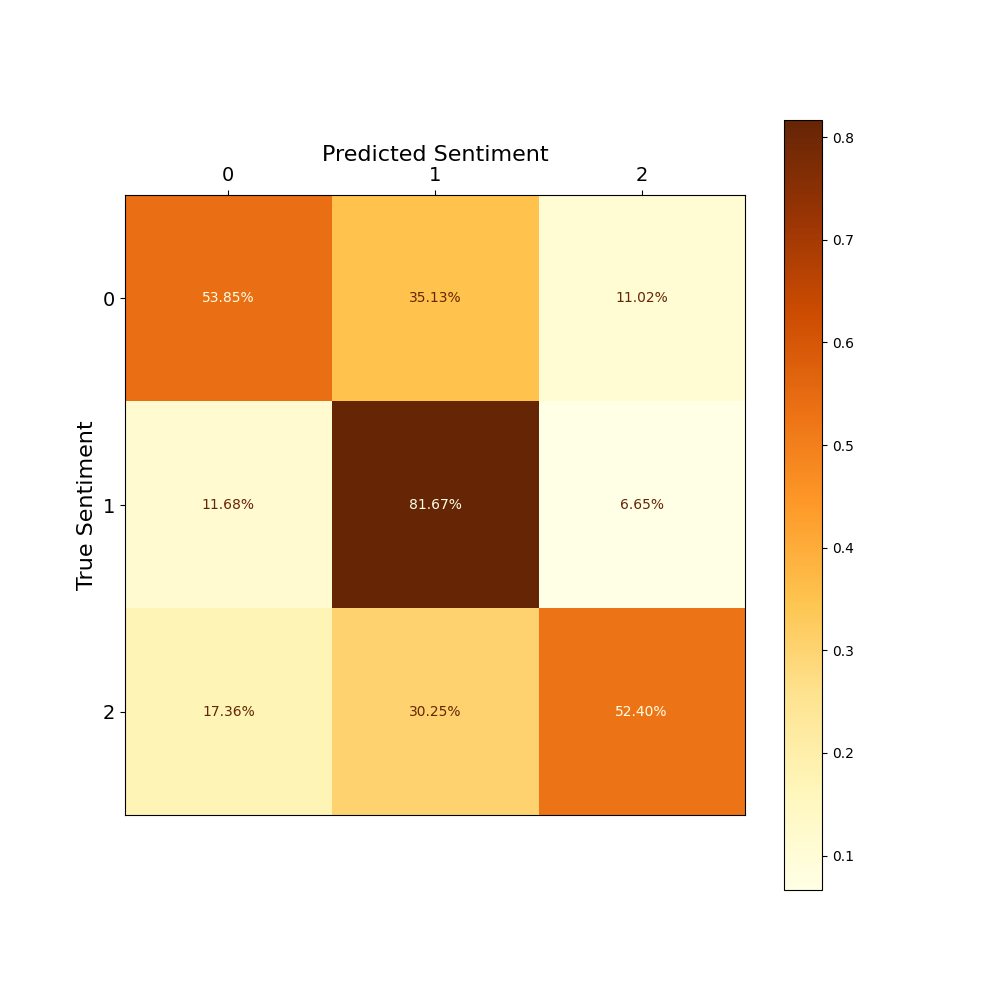 Predicted Sentiment
0 1 2
0 53.85% 35.13% 11.02%
1 11.68% 81.67% 6.65%
2 17.36% 30.25% 52.40%
True Sentiment
0.8
0.7
0.6
0.5
0.4
0.3
0.2
0.1